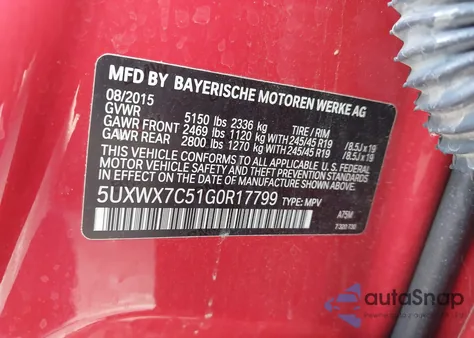 MFD BY BAYERISCHE MOTOREN WERKE AG
08/2015
GVWR 5150 lbs 2336 kg TIRE / RIM
GAWR FRONT 2469 lbs 1120 kg WITH 245/45 R19 / 8.5J x 19
GAWR REAR 2800 lbs 1270 kg WITH 245/45 R19 / 8.5J x 19
THIS VEHICLE CONFORMS TO ALL APPLICABLE U.S. FEDERAL
MOTOR VEHICLE SAFETY, BUMPER, AND THEFT PREVENTION
STANDARDS IN EFFECT ON THE DATE OF MANUFACTURE SHOWN
ABOVE.
5UXWX7C51G0R17799 TYPE: MPV
A75M
autoSnap